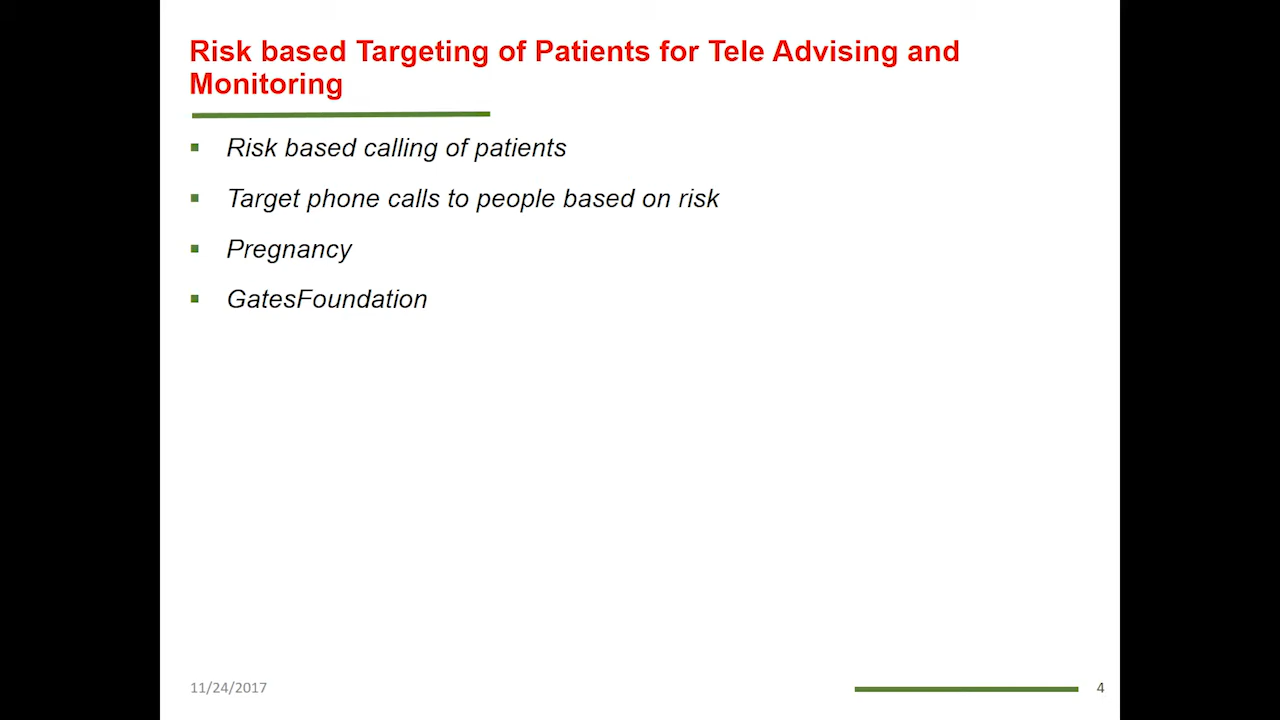 Risk based Targeting of Patients for Tele Advising and
Monitoring
Risk based calling of patients
Target phone calls to people based on risk
Pregnancy
GatesFoundation
11/24/2017
4